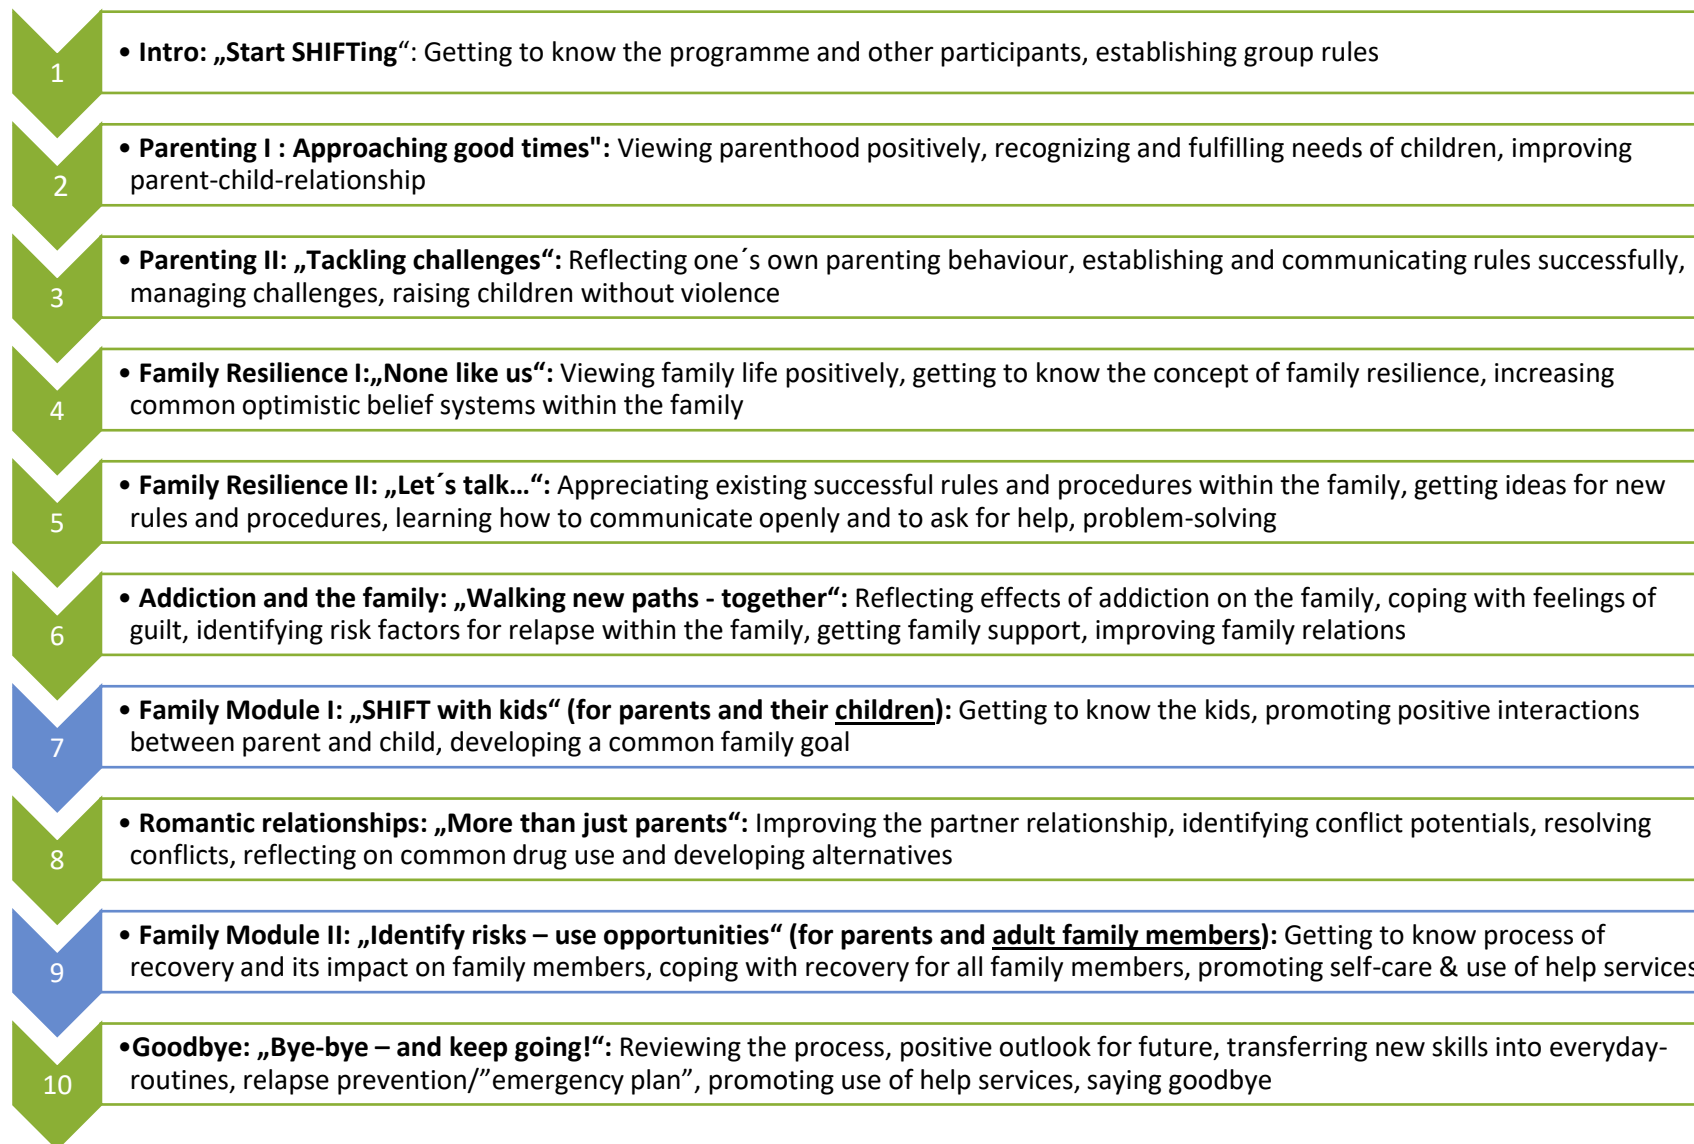 1
• Intro: „Start SHIFTing“: Getting to know the programme and other participants, establishing group rules
2
• Parenting I : Approaching good times": Viewing parenthood positively, recognizing and fulfilling needs of children, improving
parent-child-relationship
3
• Parenting II: „Tackling challenges“: Reflecting one´s own parenting behaviour, establishing and communicating rules successfully,
managing challenges, raising children without violence
4
• Family Resilience I:„None like us“: Viewing family life positively, getting to know the concept of family resilience, increasing
common optimistic belief systems within the family
5
• Family Resilience II: „Let´s talk…“: Appreciating existing successful rules and procedures within the family, getting ideas for new
rules and procedures, learning how to communicate openly and to ask for help, problem-solving
6
• Addiction and the family: „Walking new paths - together“: Reflecting effects of addiction on the family, coping with feelings of
guilt, identifying risk factors for relapse within the family, getting family support, improving family relations
7
• Family Module I: „SHIFT with kids“ (for parents and their children): Getting to know the kids, promoting positive interactions
between parent and child, developing a common family goal
8
• Romantic relationships: „More than just parents“: Improving the partner relationship, identifying conflict potentials, resolving
conflicts, reflecting on common drug use and developing alternatives
9
• Family Module II: „Identify risks – use opportunities“ (for parents and adult family members): Getting to know process of
recovery and its impact on family members, coping with recovery for all family members, promoting self-care & use of help services
10
•Goodbye: „Bye-bye – and keep going!“: Reviewing the process, positive outlook for future, transferring new skills into everyday-
routines, relapse prevention/”emergency plan”, promoting use of help services, saying goodbye